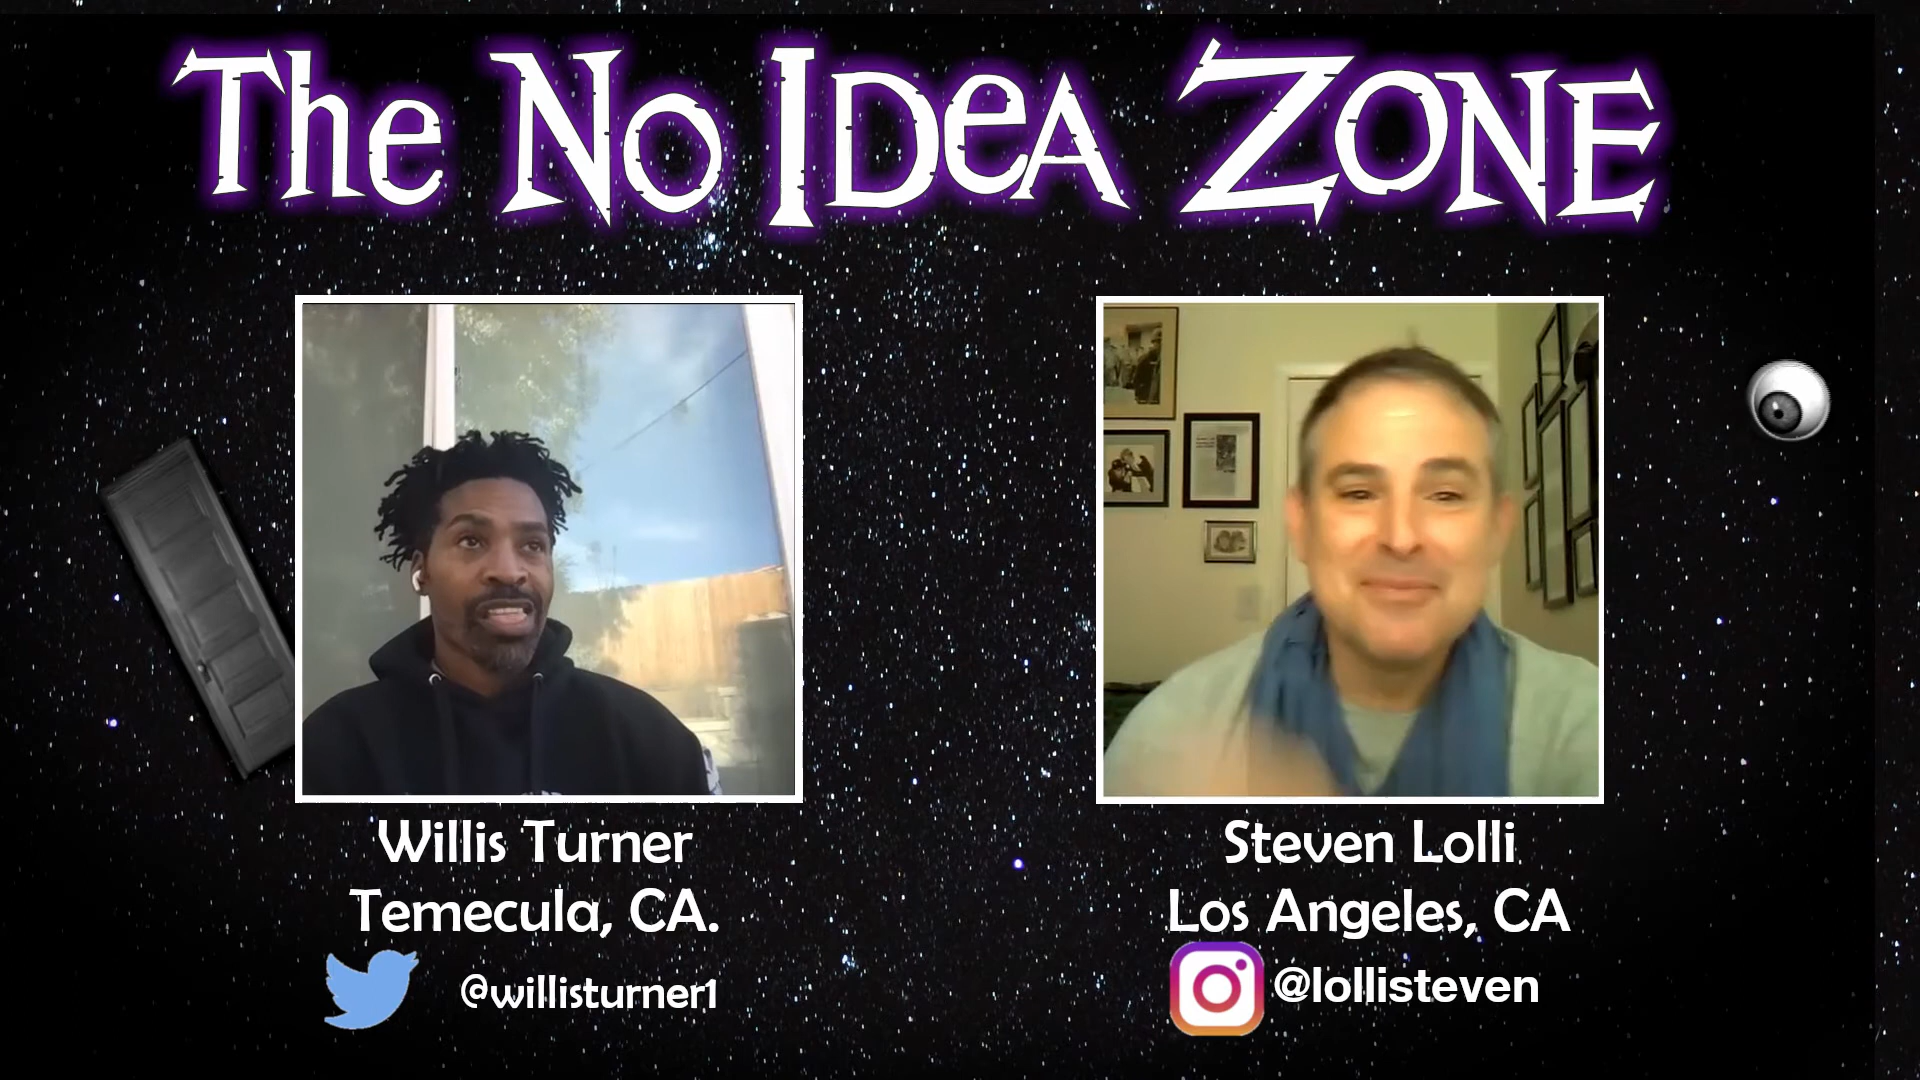 The No Idea Zone
Willis Turner
Temecula, CA.
@willisturner1
Steven Lolli
Los Angeles, CA
@lollisteven